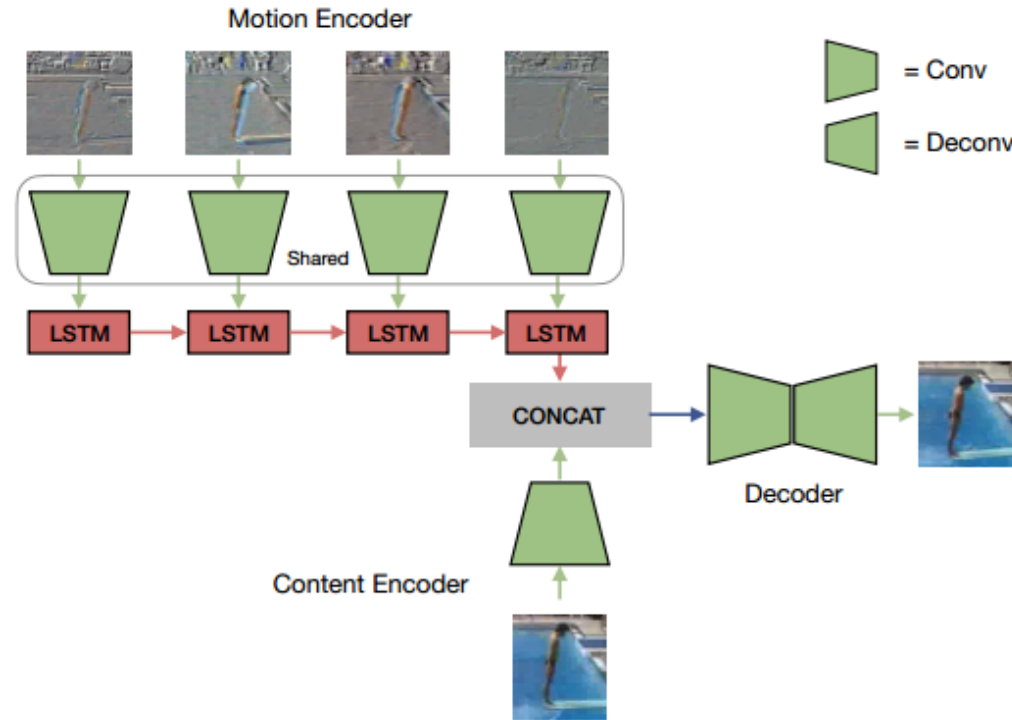 Motion Encoder
= Conv
= Deconv
Shared
LSTM
LSTM
LSTM
LSTM
CONCAT
Decoder
Content Encoder